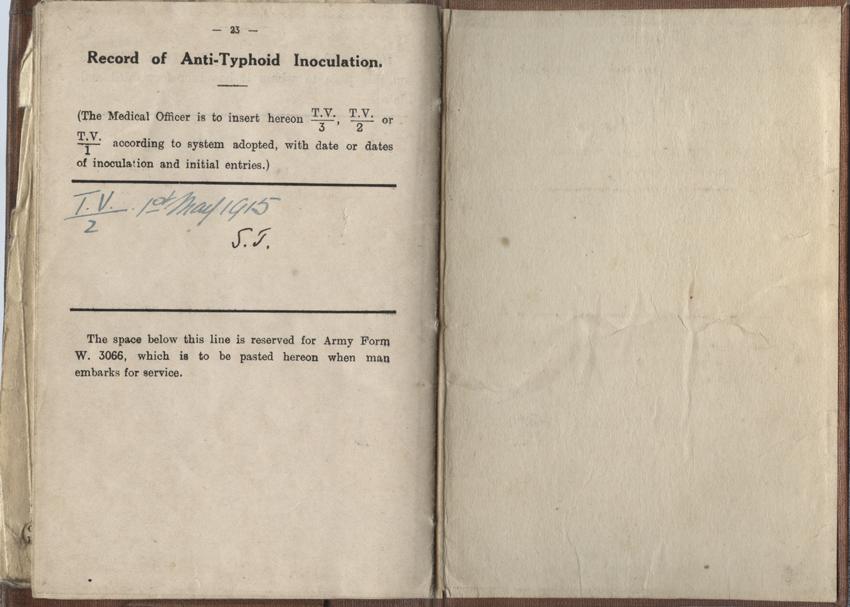 — 23 —
Record of Anti-Typhoid Inoculation.
(The Medical Officer is to insert hereon T.V./3, T.V./2 or
T.V./1 according to system adopted, with date or dates
of inoculation and initial entries.)
T.V./2. 1st May 1915
S.J.
The space below this line is reserved for Army Form
W. 3066, which is to be pasted hereon when man
embarks for service.